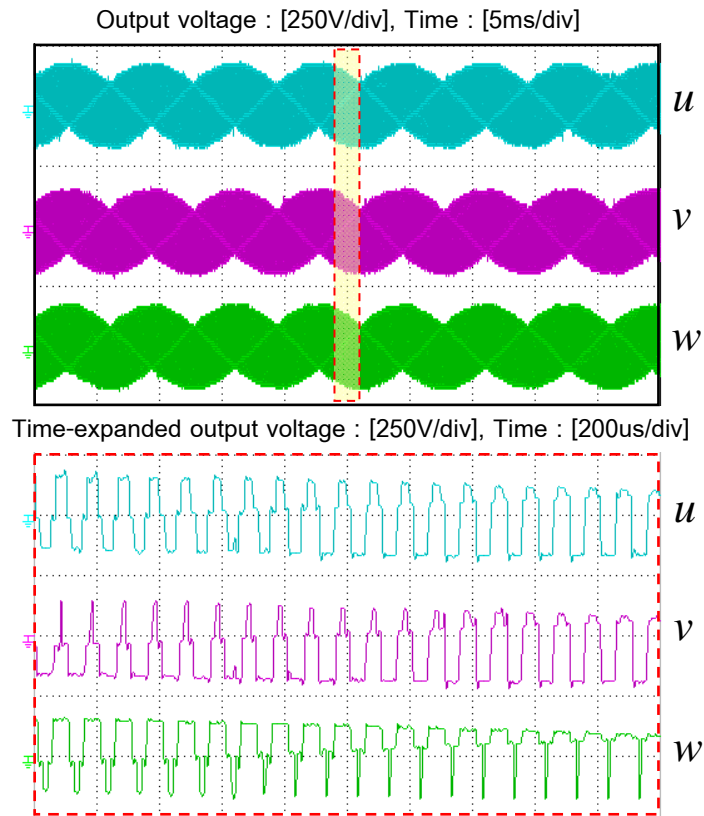 Output voltage : [250V/div], Time : [5ms/div]
u
v
w
Time-expanded output voltage : [250V/div], Time : [200us/div]
u
v
w